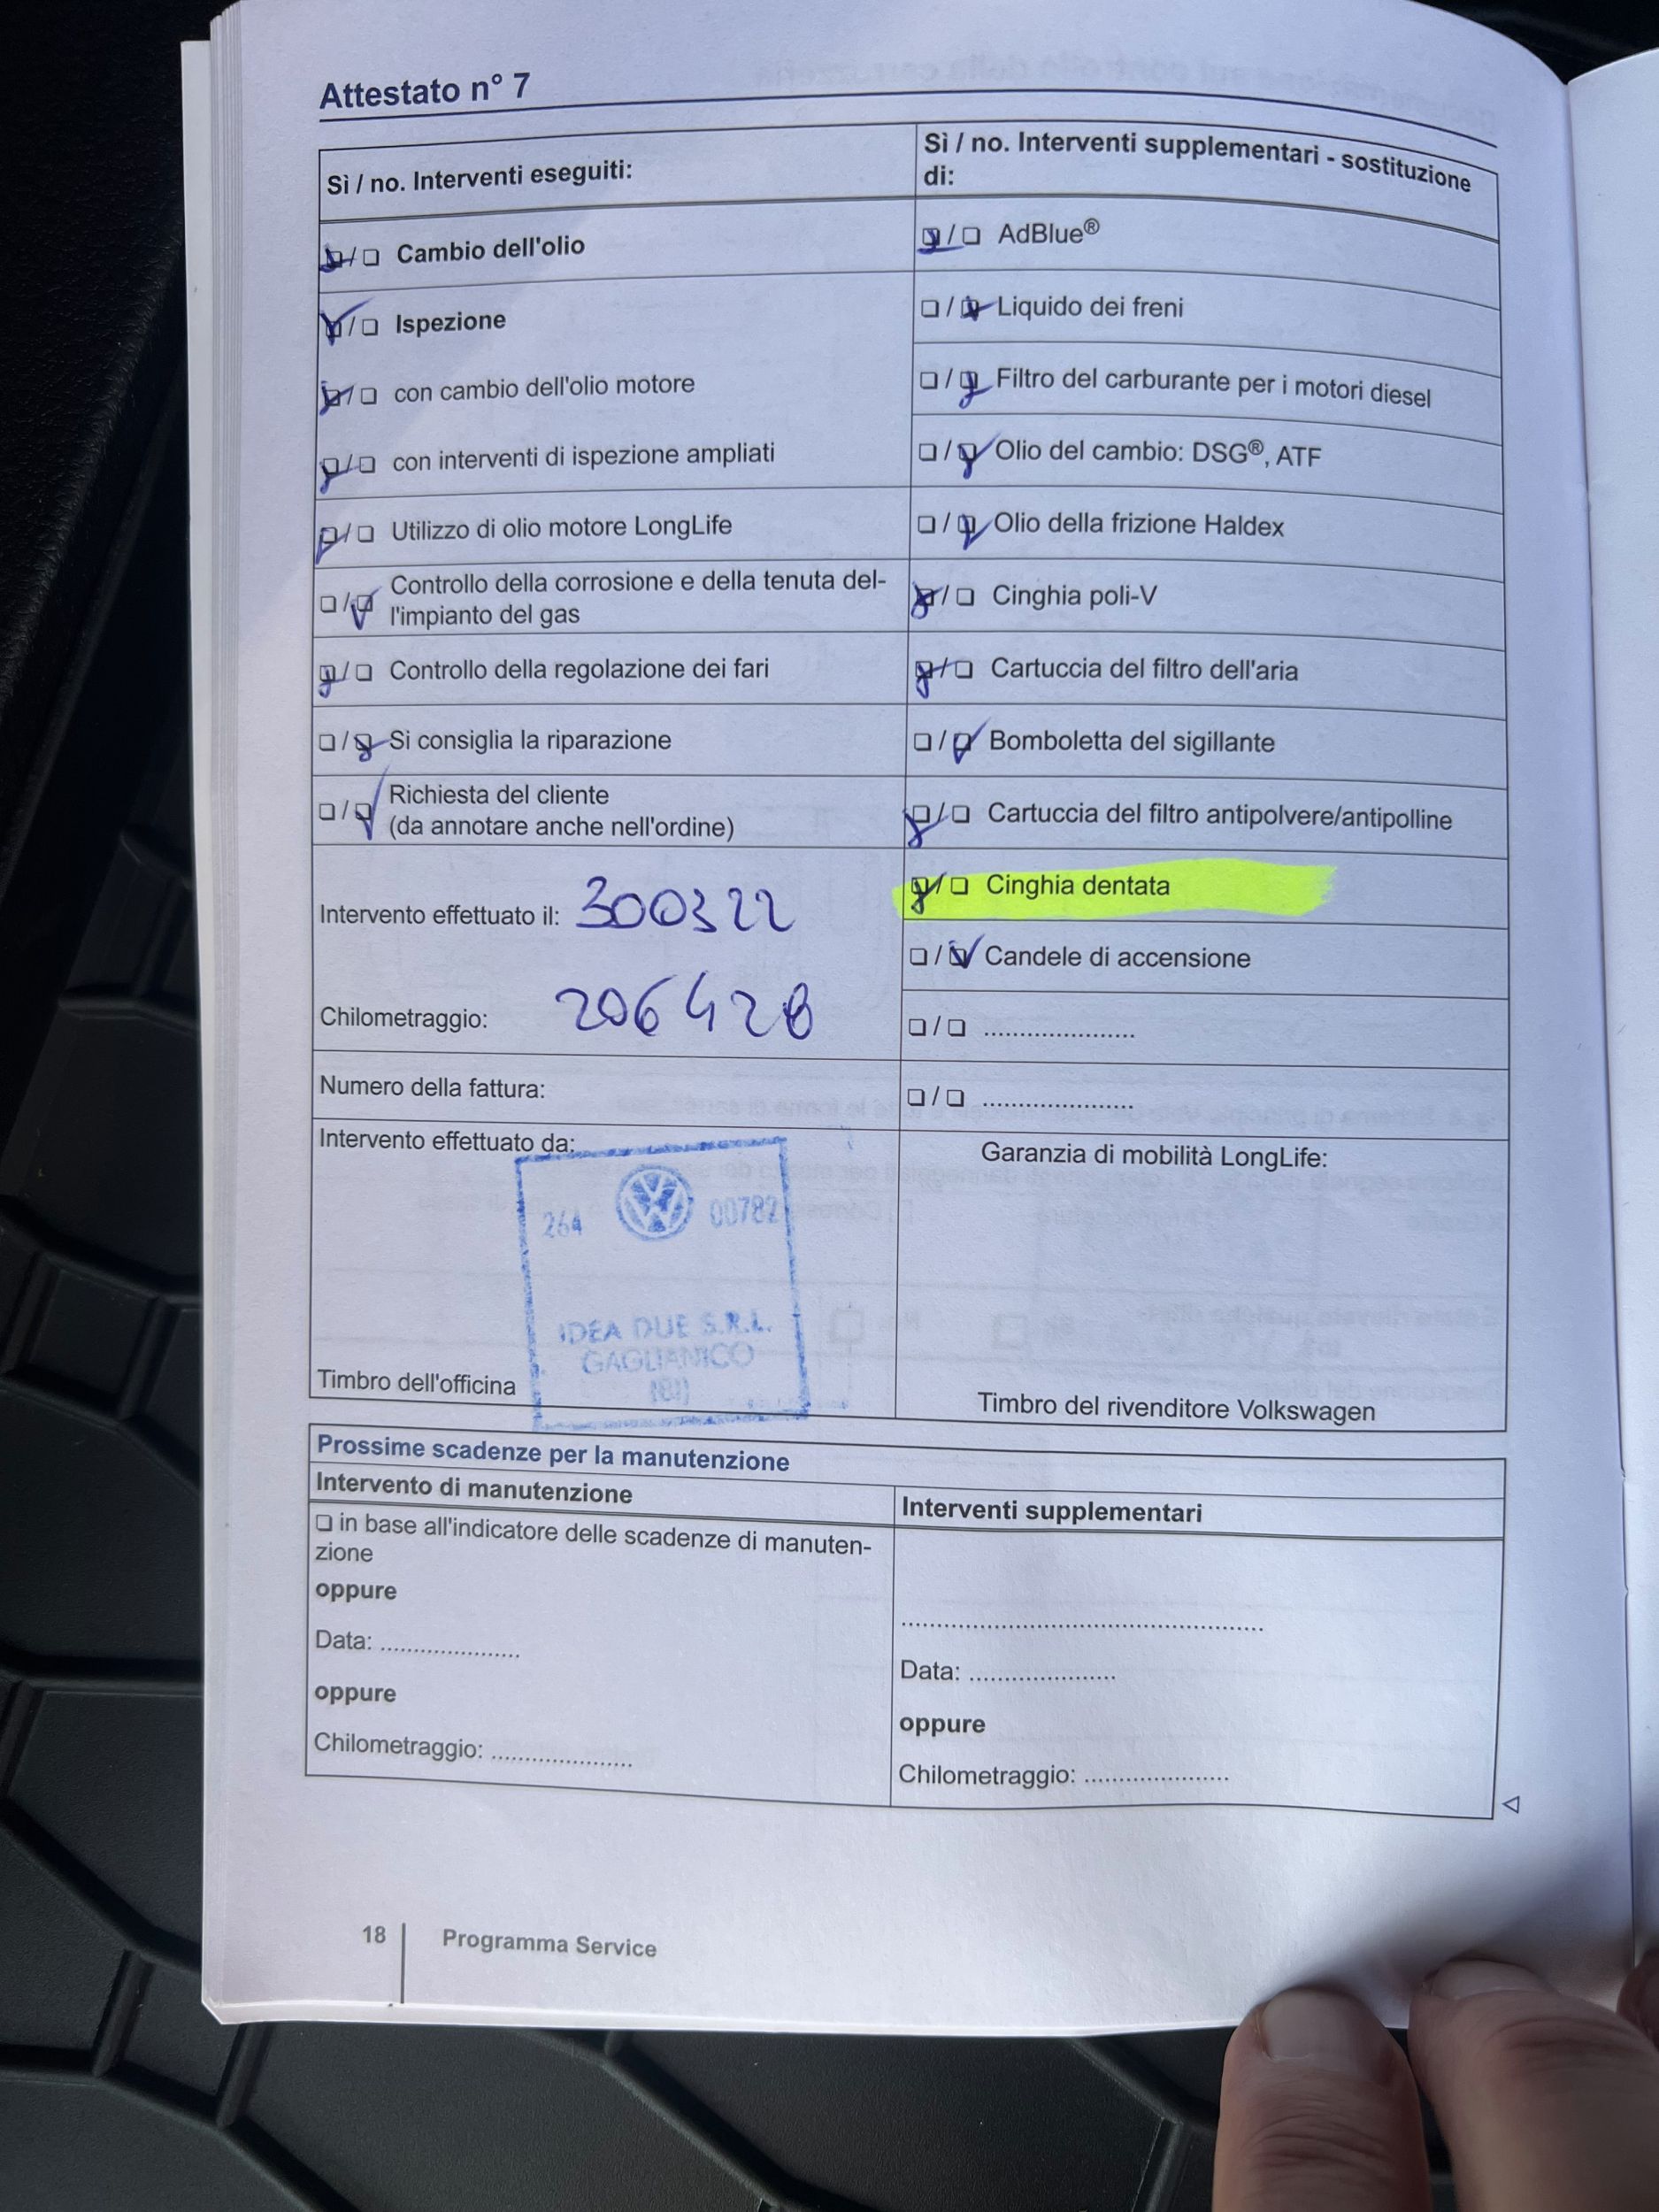 Attestato n° 7
Sì / no. Interventi eseguiti:
❑/❑ Cambio dell'olio
❑/❑ Ispezione
❑/❑ con cambio dell'olio motore
❑/❑ con interventi di ispezione ampliati
❑/❑ Utilizzo di olio motore LongLife
❑/❑ Controllo della corrosione e della tenuta del-
l'impianto del gas
❑/❑ Controllo della regolazione dei fari
❑/❑ Si consiglia la riparazione
❑/❑ Richiesta del cliente
(da annotare anche nell'ordine)
Intervento effettuato il: 300322
Chilometraggio: 206428
Numero della fattura:
Intervento effettuato da:
264 00782
IDEA DUE S.R.L.
GAGLIANICO
(BI)
Timbro dell'officina
Sì / no. Interventi supplementari - sostituzione
di:
❑/❑ AdBlue®
❑/❑ Liquido dei freni
❑/❑ Filtro del carburante per i motori diesel
❑/❑ Olio del cambio: DSG®, ATF
❑/❑ Olio della frizione Haldex
❑/❑ Cinghia poli-V
❑/❑ Cartuccia del filtro dell'aria
❑/❑ Bomboletta del sigillante
❑/❑ Cartuccia del filtro antipolvere/antipolline
❑/❑ Cinghia dentata
❑/❑ Candele di accensione
❑/❑ .....................
❑/❑ .....................
Garanzia di mobilità LongLife:
Timbro del rivenditore Volkswagen
Prossime scadenze per la manutenzione
Intervento di manutenzione
❑ in base all'indicatore delle scadenze di manuten-
zione
oppure
Data: ....................
oppure
Chilometraggio: ....................
Interventi supplementari
..................................................
Data: ....................
oppure
Chilometraggio: ....................
18 Programma Service